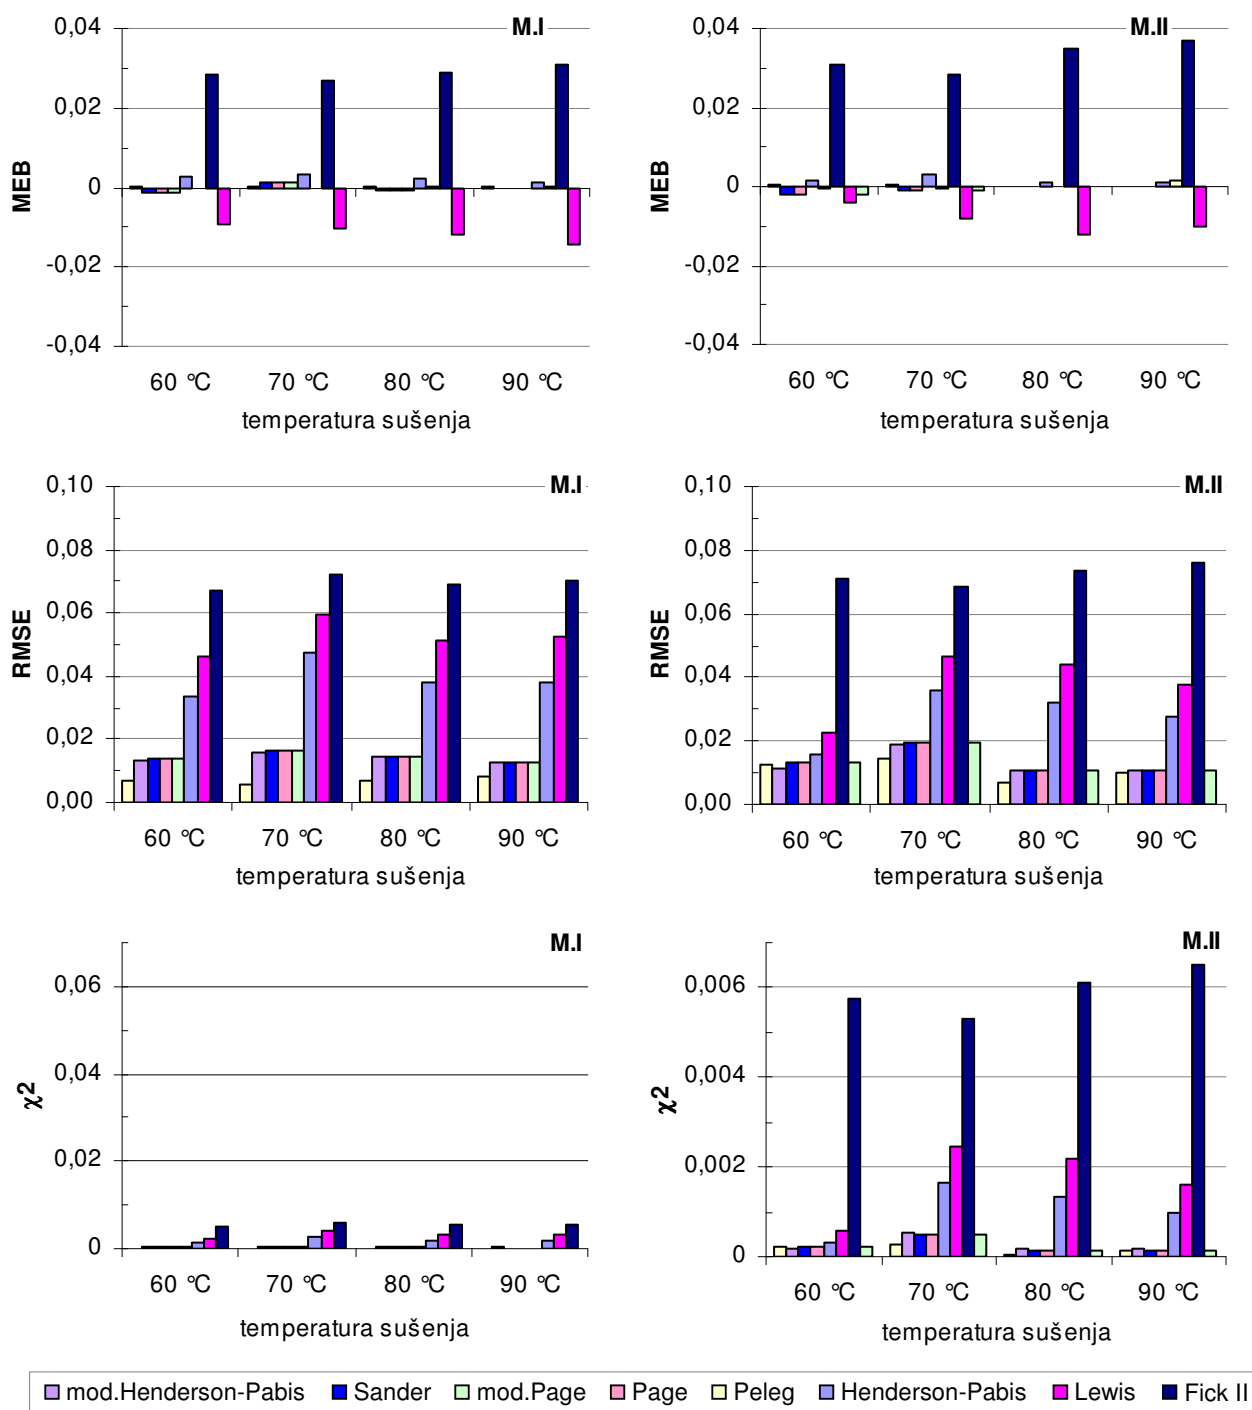 M.I
0,04
0,02
0
-0,02
-0,04
MEB
60 °C 70 °C 80 °C 90 °C
temperatura sušenja
M.II
0,04
0,02
0
-0,02
-0,04
MEB
60 °C 70 °C 80 °C 90 °C
temperatura sušenja
M.I
0,10
0,08
0,06
0,04
0,02
0,00
RMSE
60 °C 70 °C 80 °C 90 °C
temperatura sušenja
M.II
0,10
0,08
0,06
0,04
0,02
0,00
RMSE
60 °C 70 °C 80 °C 90 °C
temperatura sušenja
M.I
0,06
0,04
0,02
0
χ2
60 °C 70 °C 80 °C 90 °C
temperatura sušenja
M.II
0,006
0,004
0,002
0
χ2
60 °C 70 °C 80 °C 90 °C
temperatura sušenja
mod.Henderson-Pabis Sander mod.Page Page Peleg Henderson-Pabis Lewis Fick II